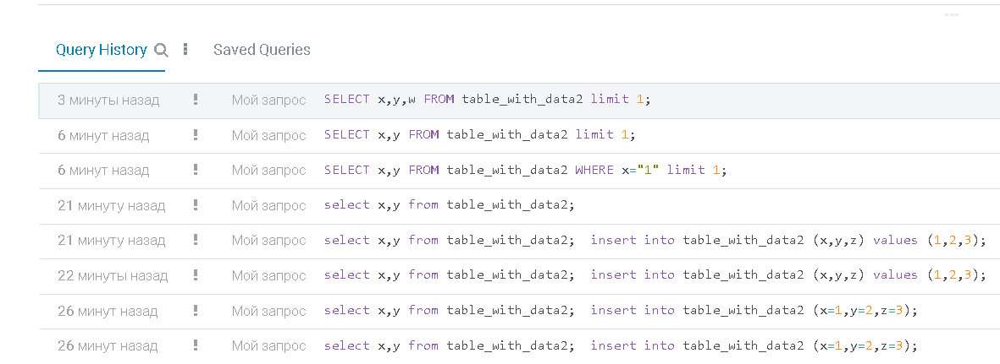 Query History Saved Queries
3 минуты назад ! Мой запрос SELECT x,y,w FROM table_with_data2 limit 1;
6 минут назад ! Мой запрос SELECT x,y FROM table_with_data2 limit 1;
6 минут назад ! Мой запрос SELECT x,y FROM table_with_data2 WHERE x="1" limit 1;
21 минуту назад ! Мой запрос select x,y from table_with_data2;
21 минуту назад ! Мой запрос select x,y from table_with_data2; insert into table_with_data2 (x,y,z) values (1,2,3);
22 минуты назад ! Мой запрос select x,y from table_with_data2; insert into table_with_data2 (x,y,z) values (1,2,3);
26 минут назад ! Мой запрос select x,y from table_with_data2; insert into table_with_data2 (x=1,y=2,z=3);
26 минут назад ! Мой запрос select x,y from table_with_data2; insert into table_with_data2 (x=1,y=2,z=3);